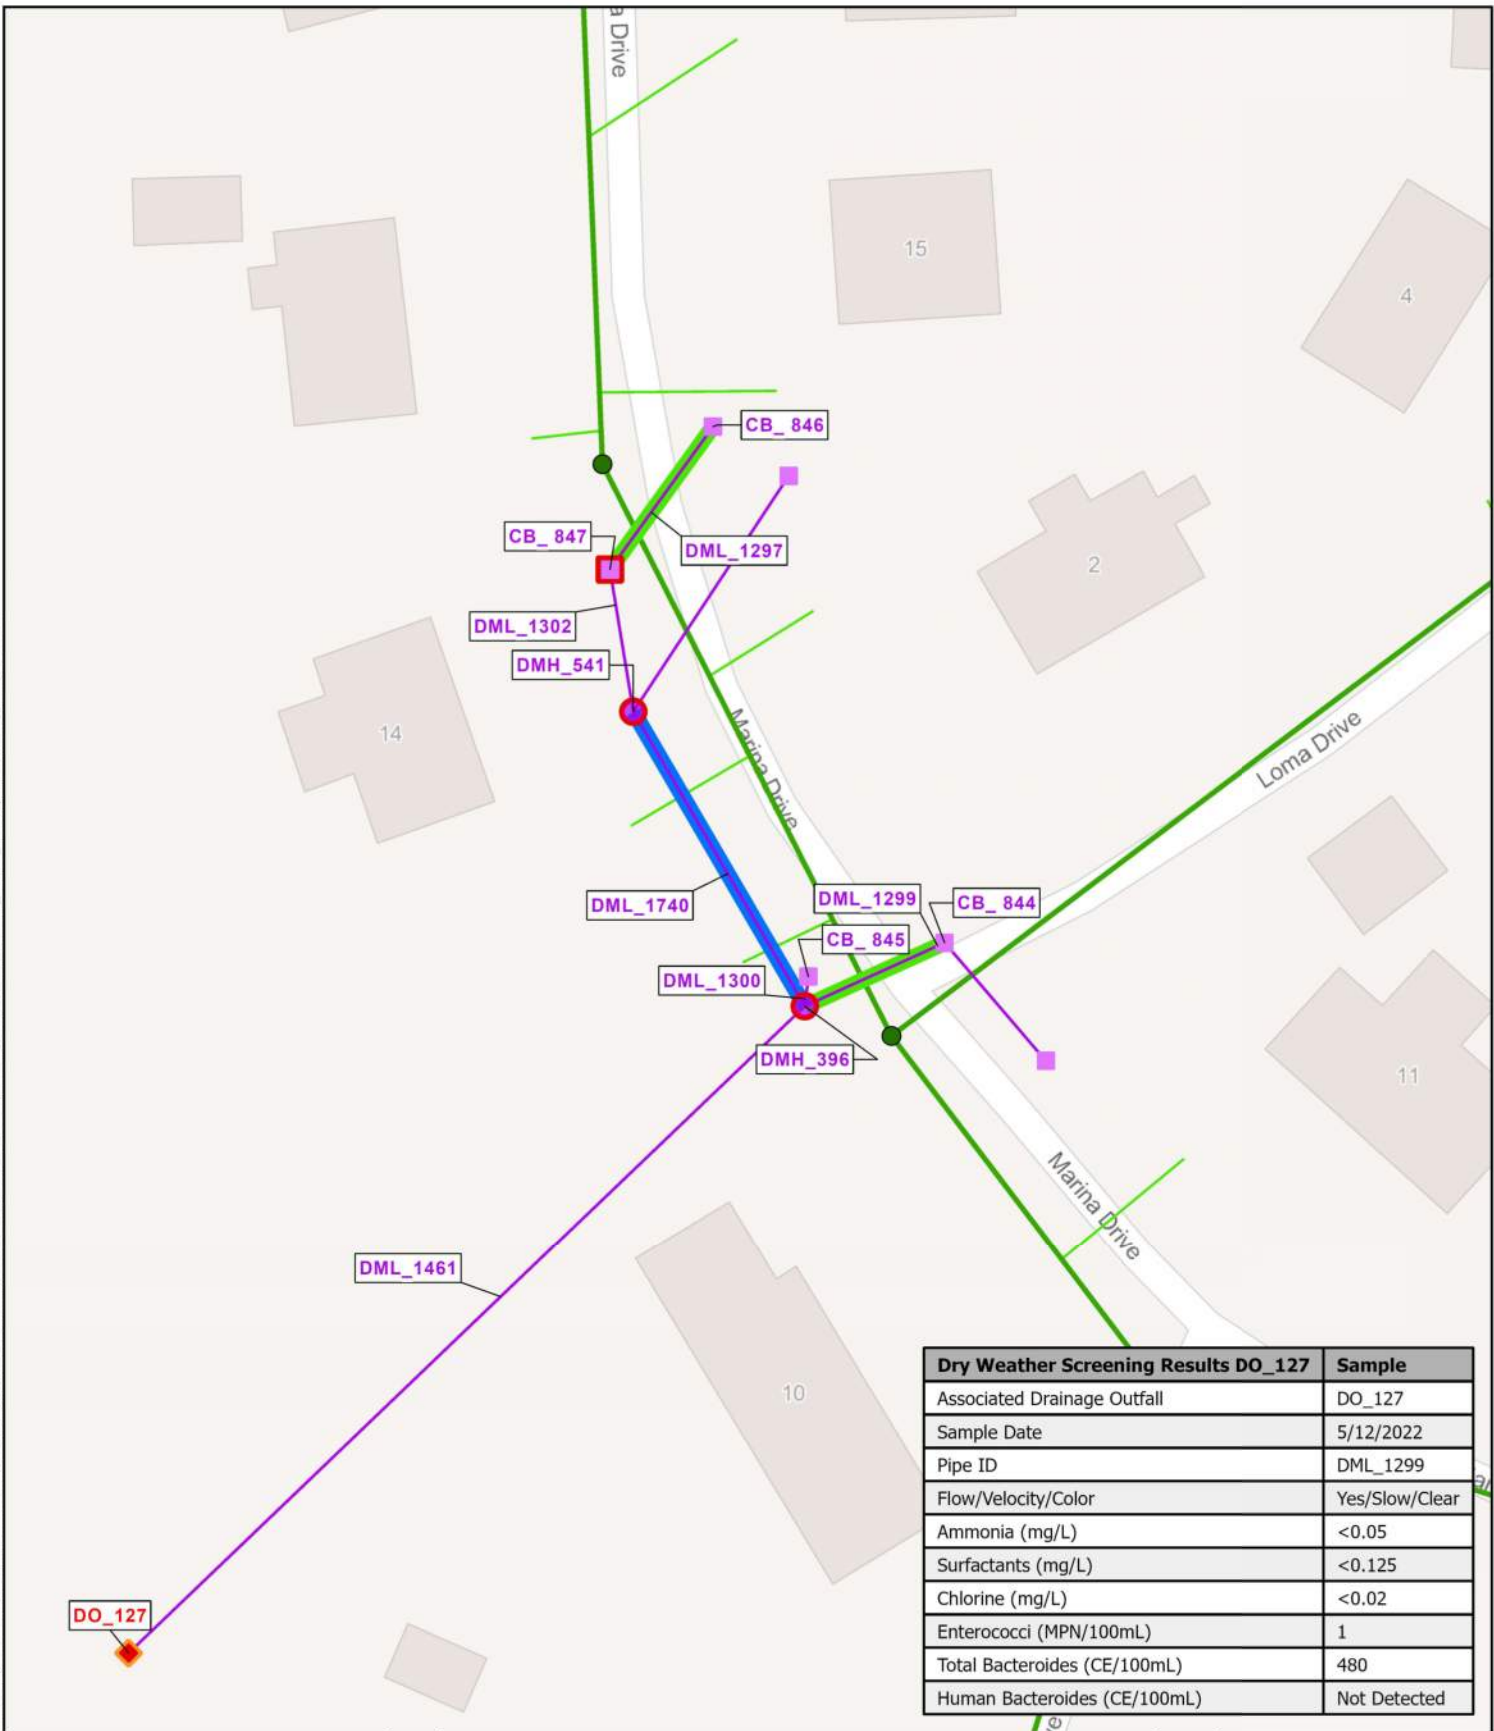 a Drive
15
4
CB_ 846
CB_ 847
DML_1297
2
DML_1302
DMH_541
14
Marina Drive
Loma Drive
DML_1740
DML_1299
CB_ 844
CB_ 845
DML_1300
DMH_396
11
Marina Drive
DML_1461
10
DO_127
Dry Weather Screening Results DO_127 Sample
Associated Drainage Outfall DO_127
Sample Date 5/12/2022
Pipe ID DML_1299
Flow/Velocity/Color Yes/Slow/Clear
Ammonia (mg/L) <0.05
Surfactants (mg/L) <0.125
Chlorine (mg/L) <0.02
Enterococci (MPN/100mL) 1
Total Bacteroides (CE/100mL) 480
Human Bacteroides (CE/100mL) Not Detected